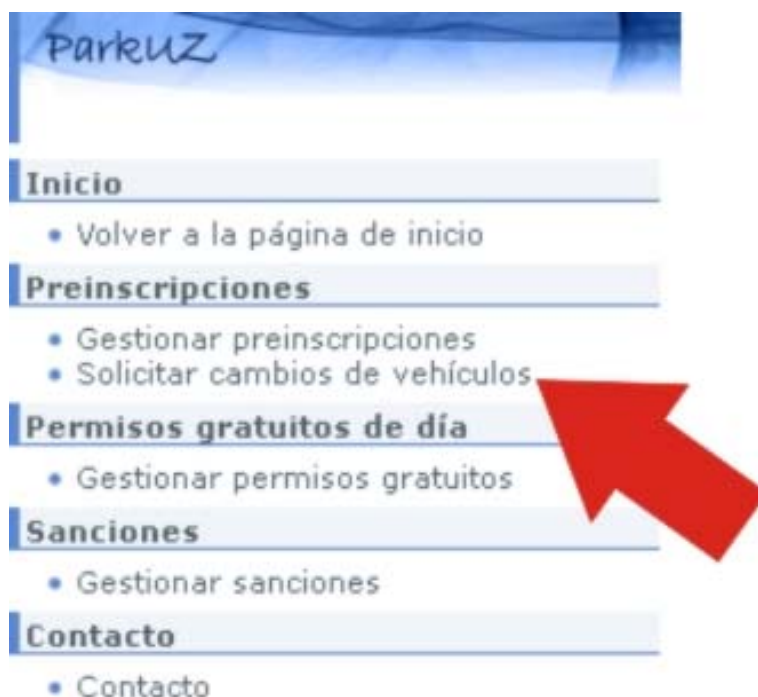 ParkUZ
Inicio
• Volver a la página de inicio
Preinscripciones
• Gestionar preinscripciones
• Solicitar cambios de vehículos
Permisos gratuitos de día
• Gestionar permisos gratuitos
Sanciones
• Gestionar sanciones
Contacto
• Contacto